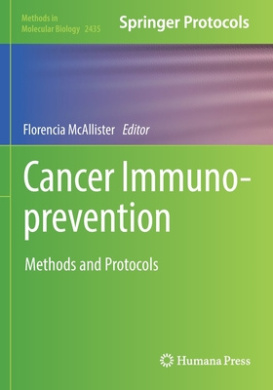 Methods in
Molecular Biology 2435
Springer Protocols
Florencia McAllister Editor
Cancer Immuno-
prevention
Methods and Protocols
Humana Press